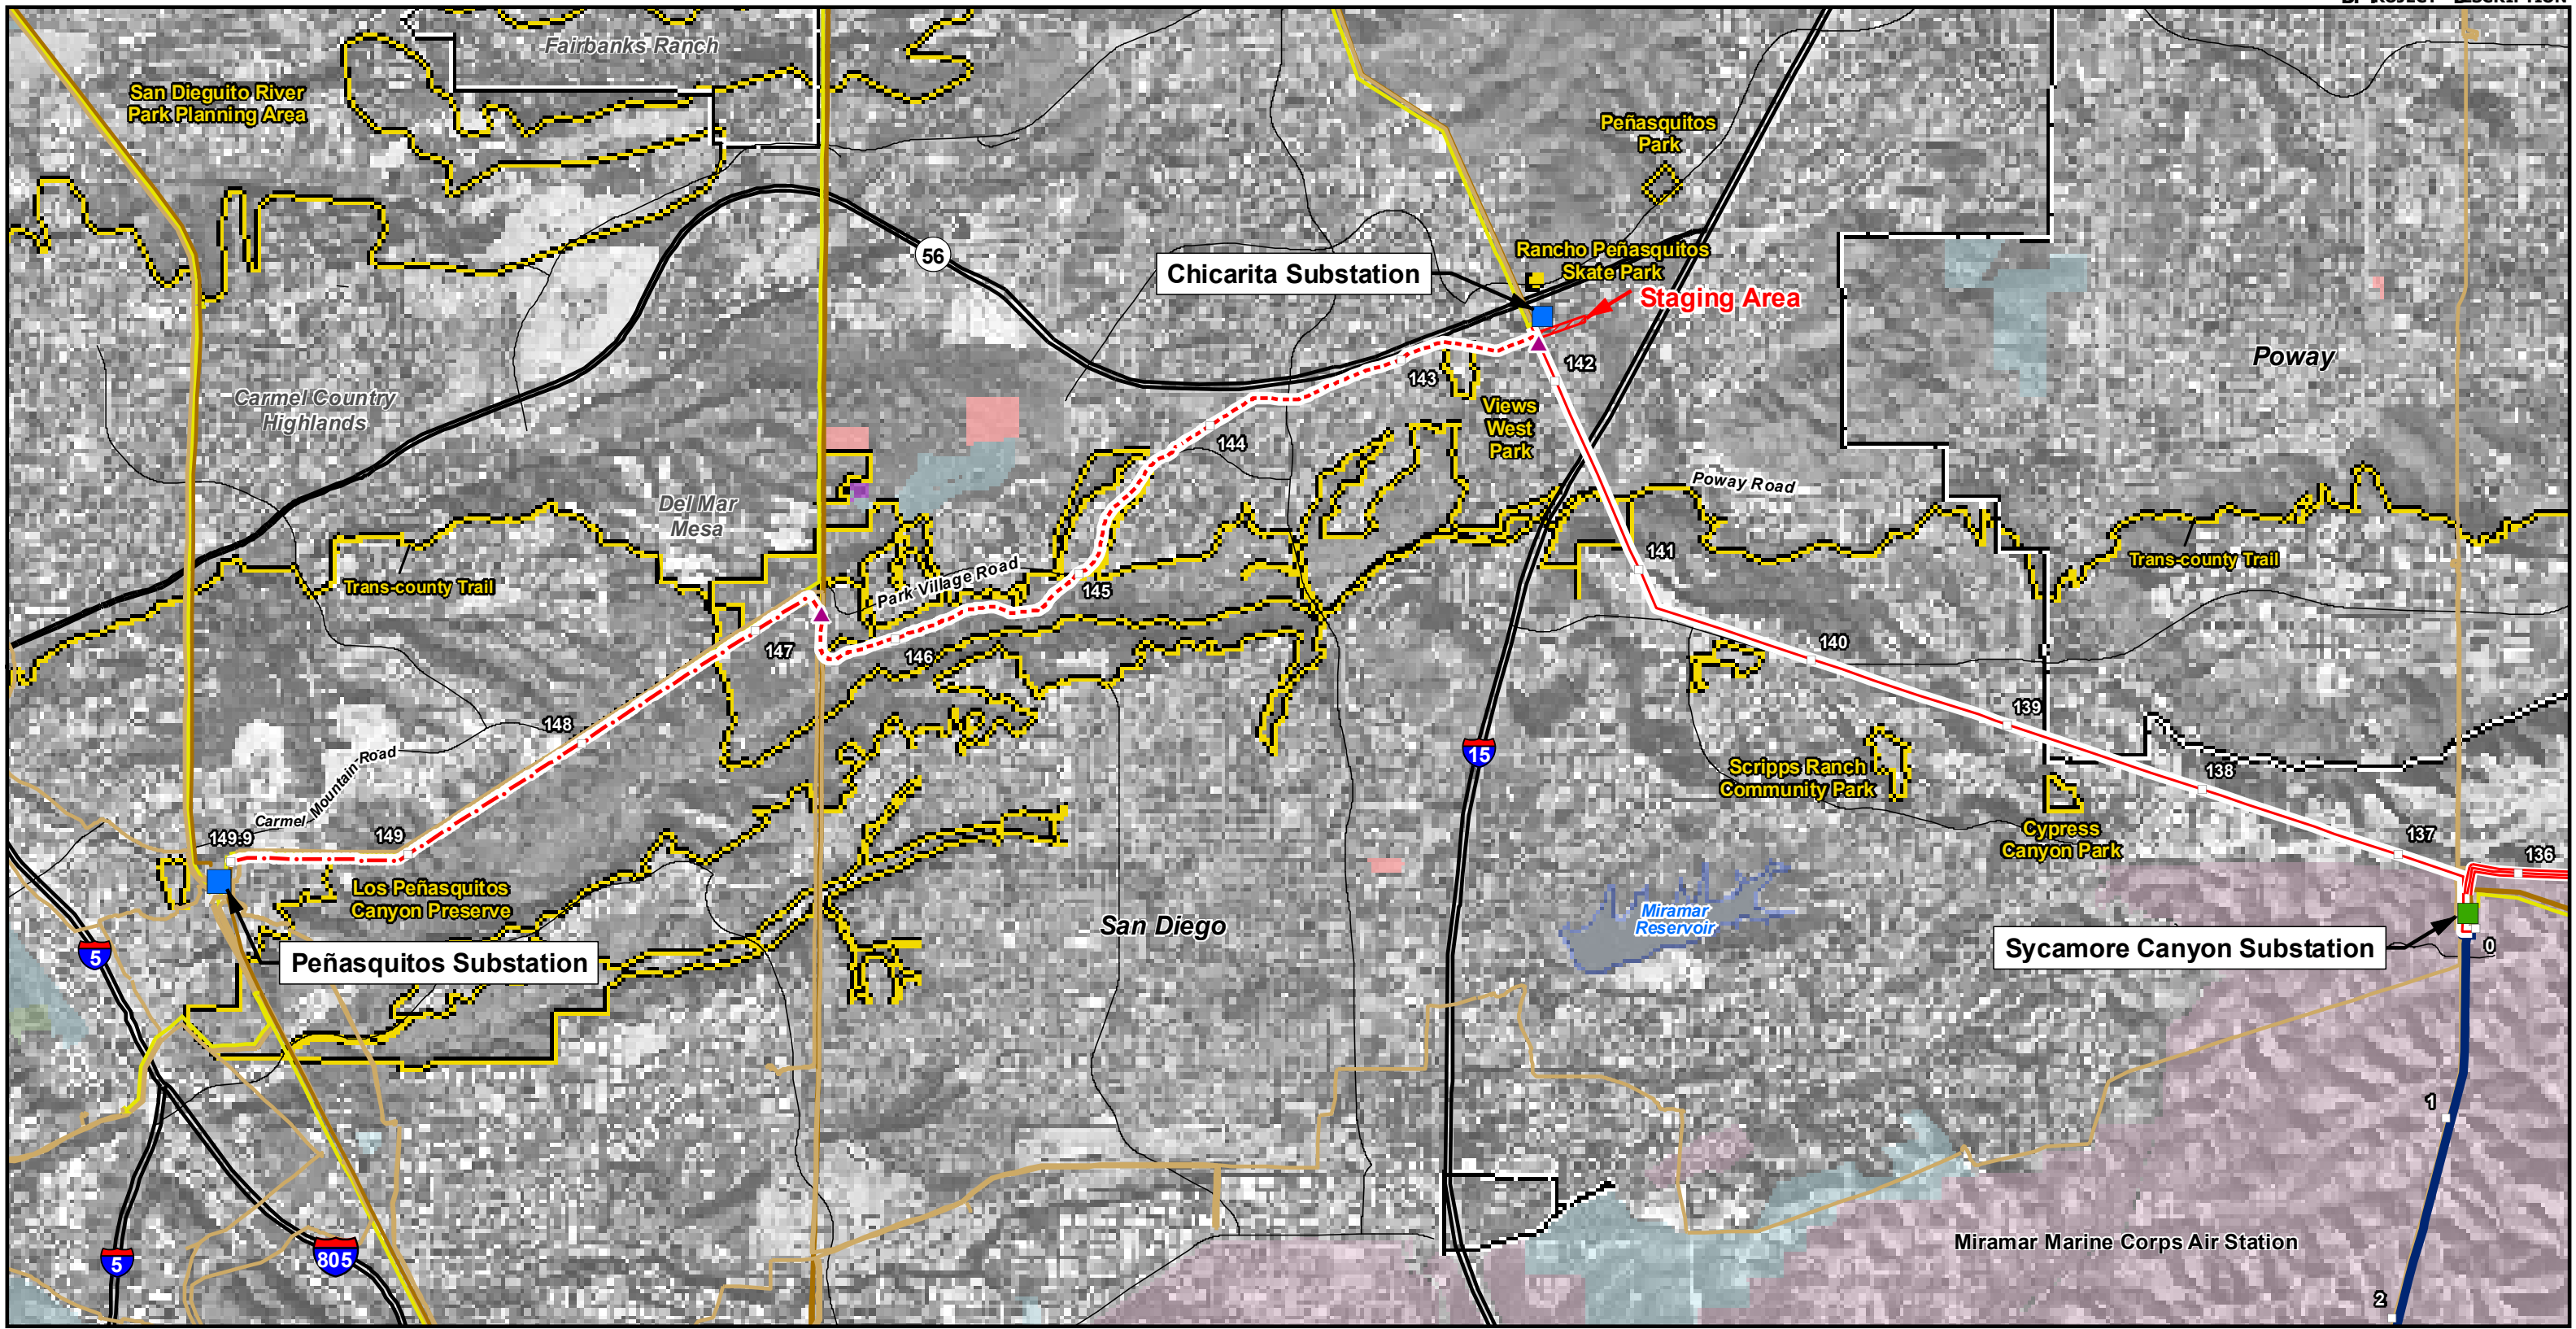 Fairbanks Ranch
San Dieguito River
Park Planning Area
Peñasquitos
Park
56
Chicarita Substation
Rancho Peñasquitos
Skate Park
Staging Area
Poway
142
143
Carmel Country
Highlands
Views
West
Park
144
Poway Road
Del Mar
Mesa
141
Trans-county Trail
Trans-county Trail
Park Village Road
145
140
147
146
139
148
15
Carmel Mountain Road
Scripps Ranch
Community Park
138
149.9
149
Cypress
Canyon Park
137
136
Los Peñasquitos
Canyon Preserve
San Diego
Miramar
Reservoir
5
Peñasquitos Substation
Sycamore Canyon Substation
0
1
5
805
Miramar Marine Corps Air Station
2